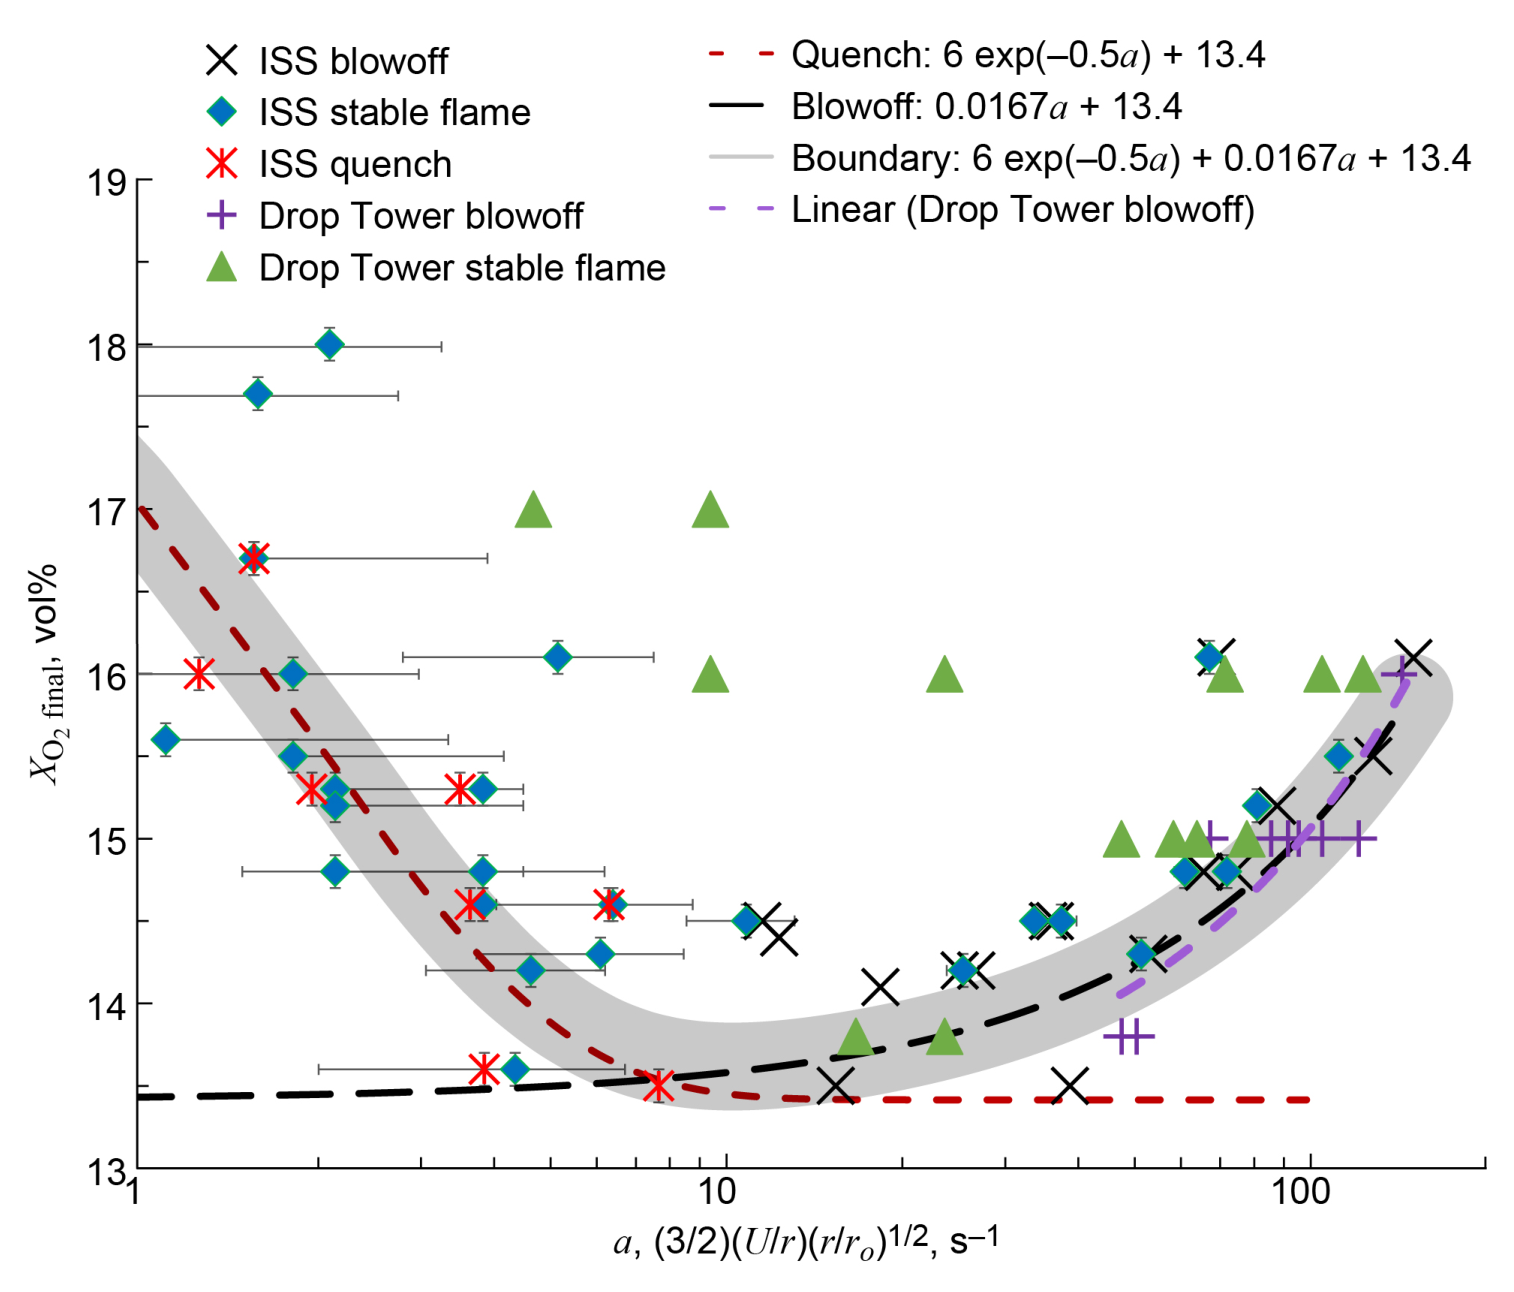 ISS blowoff
ISS stable flame
ISS quench
Drop Tower blowoff
Drop Tower stable flame
Quench: 6 exp(–0.5a) + 13.4
Blowoff: 0.0167a + 13.4
Boundary: 6 exp(–0.5a) + 0.0167a + 13.4
Linear (Drop Tower blowoff)
19
18
17
16
15
14
13
X_O2 final, vol%
1
10
100
a, (3/2)(U/r)(r/r_o)^1/2, s^–1